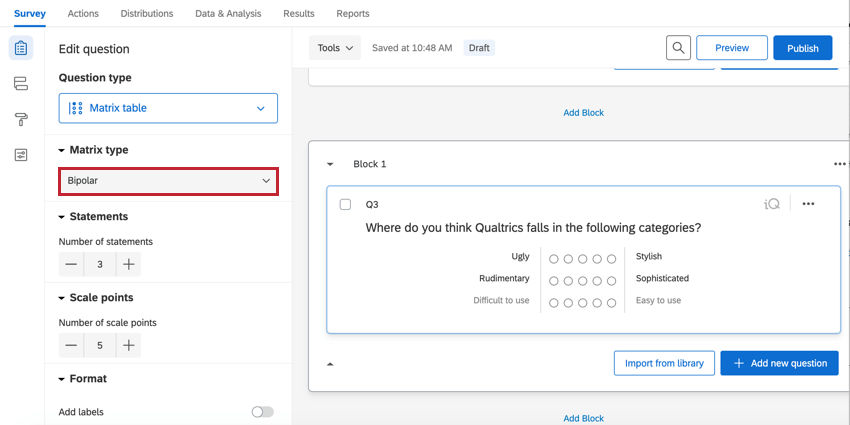 Survey Actions Distributions Data & Analysis Results Reports
Edit question
Tools Saved at 10:48 AM Draft Preview Publish
Question type
Matrix table
Matrix type
Bipolar
Statements
Number of statements
3
Scale points
Number of scale points
5
Format
Add labels
Add Block
Block 1
Q3 iQ
Where do you think Qualtrics falls in the following categories?
Ugly Stylish
Rudimentary Sophisticated
Difficult to use Easy to use
Import from library Add new question
Add Block